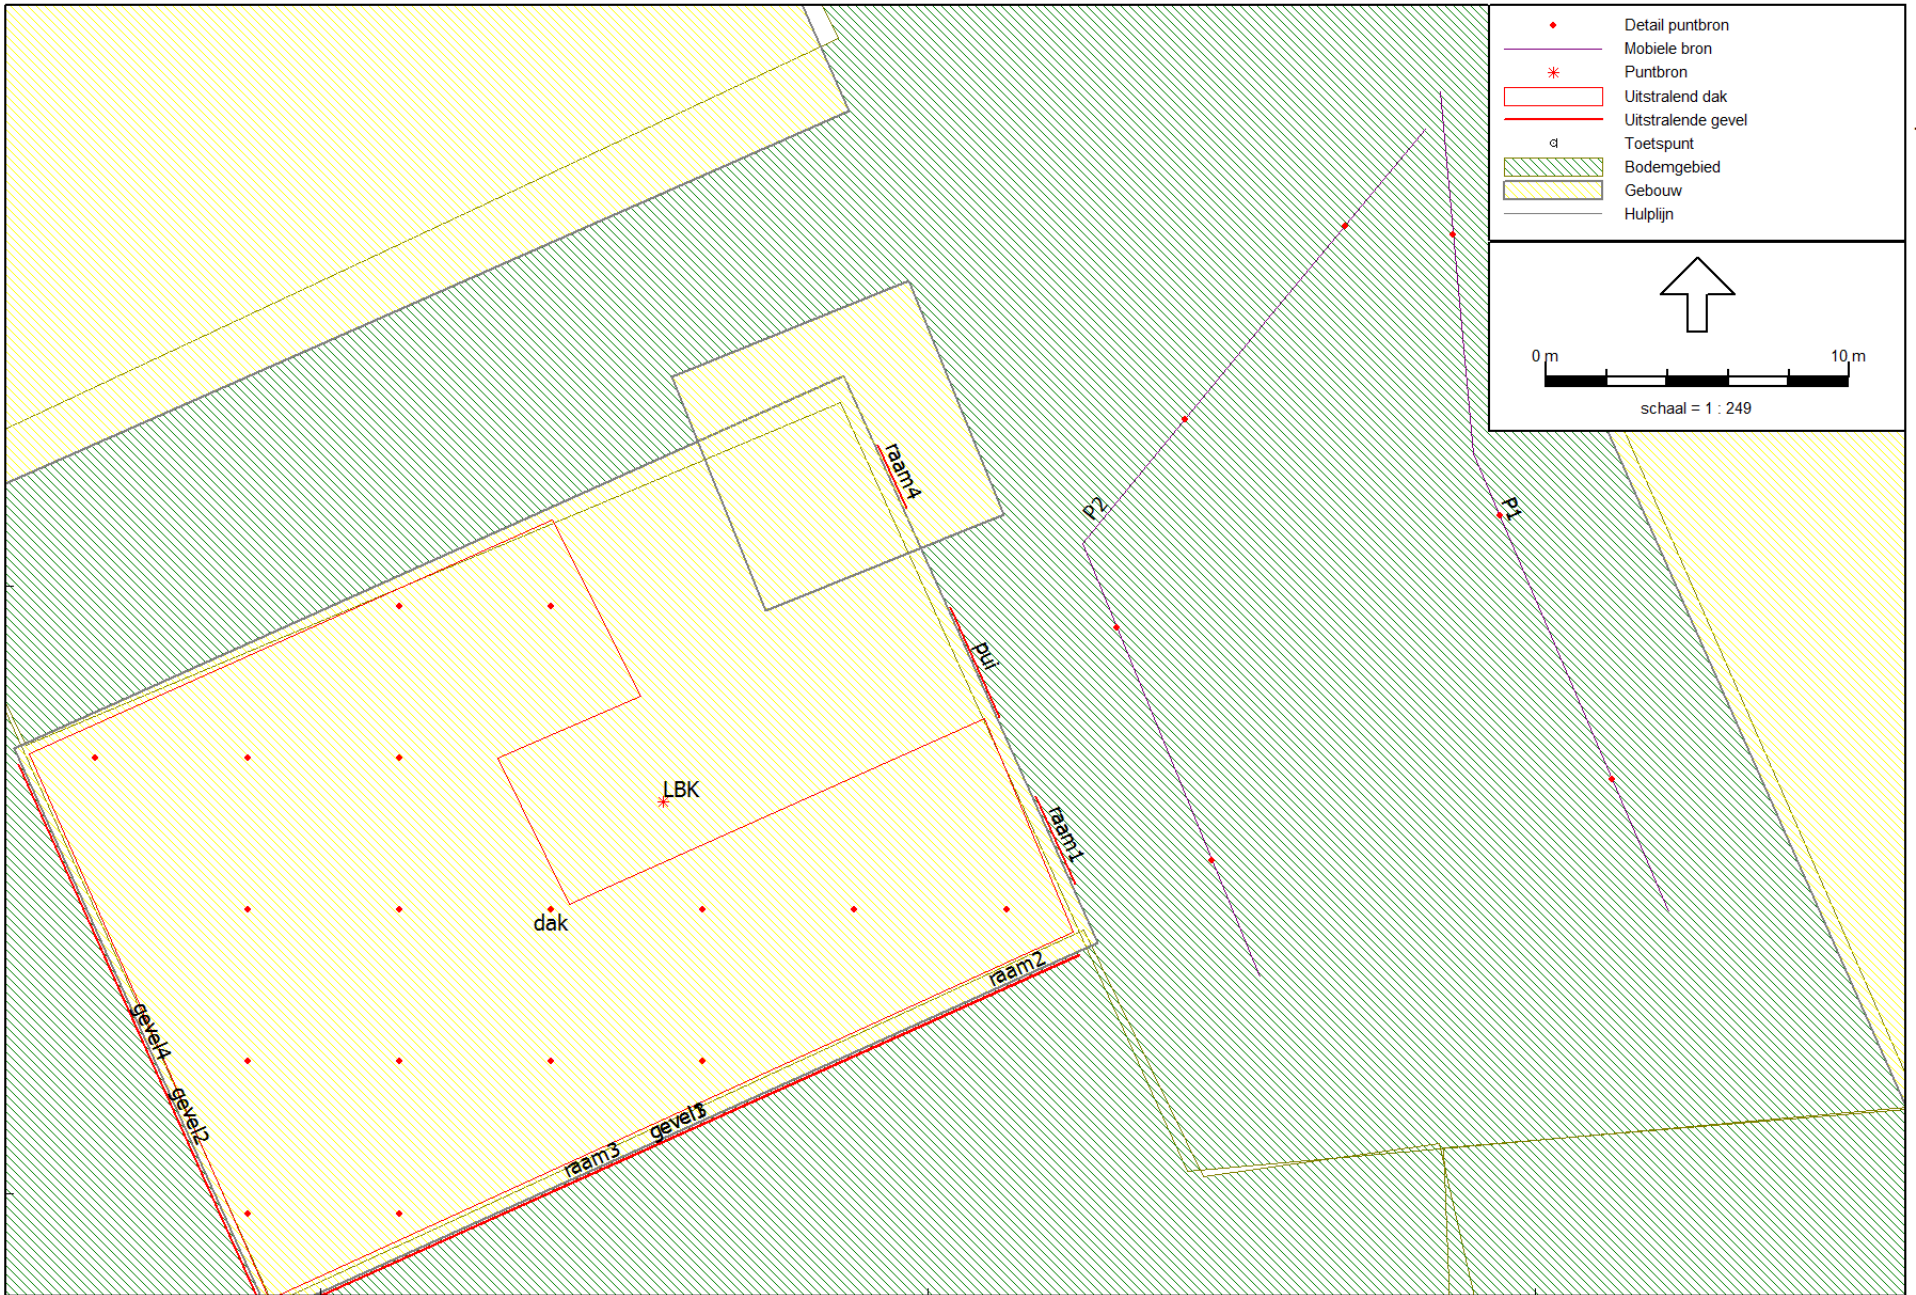 Detail puntbron
Mobiele bron
Puntbron
Uitstralend dak
Uitstralende gevel
Toetspunt
Bodemgebied
Gebouw
Hulplijn
0 m 10 m
schaal = 1 : 249
raam4
P2
P1
pui
LBK
raam1
dak
raam2
gevel4
gevel2
raam3